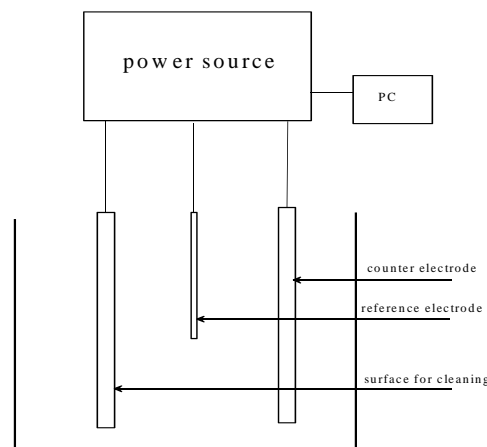 power source
PC
counter electrode
reference electrode
surface for cleaning